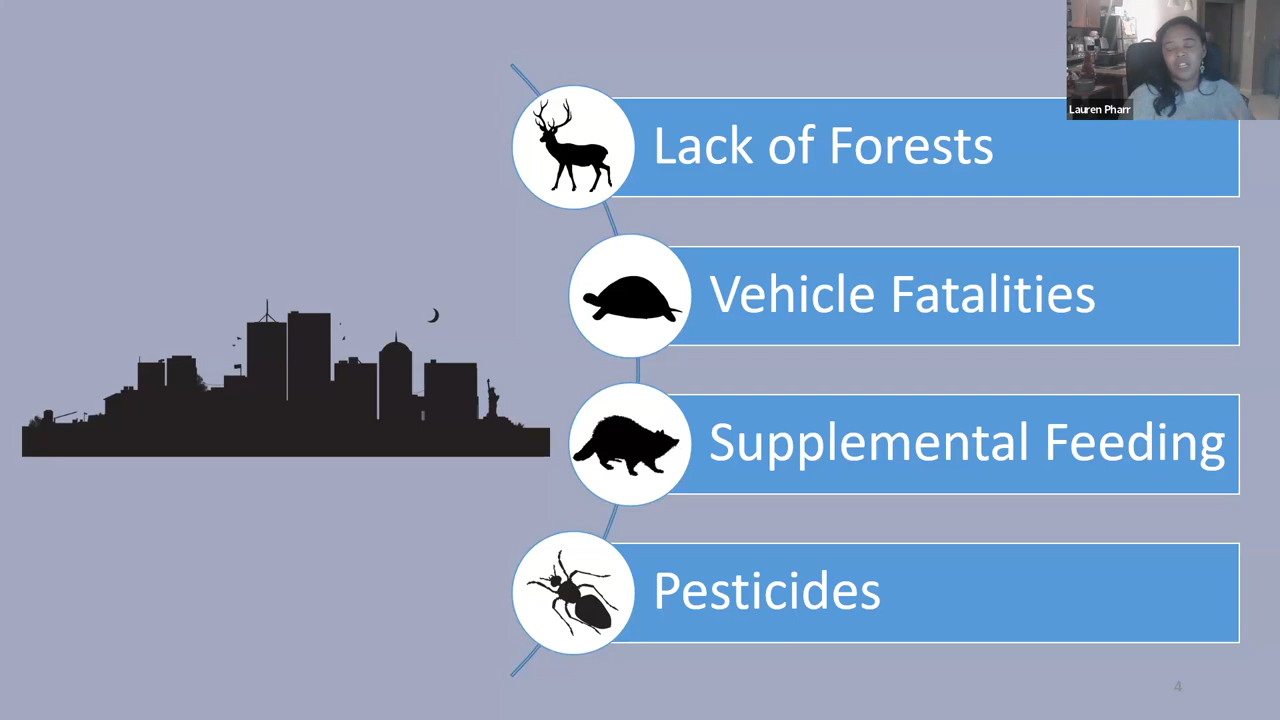 Lauren Pharr
Lack of Forests
Vehicle Fatalities
Supplemental Feeding
Pesticides
4